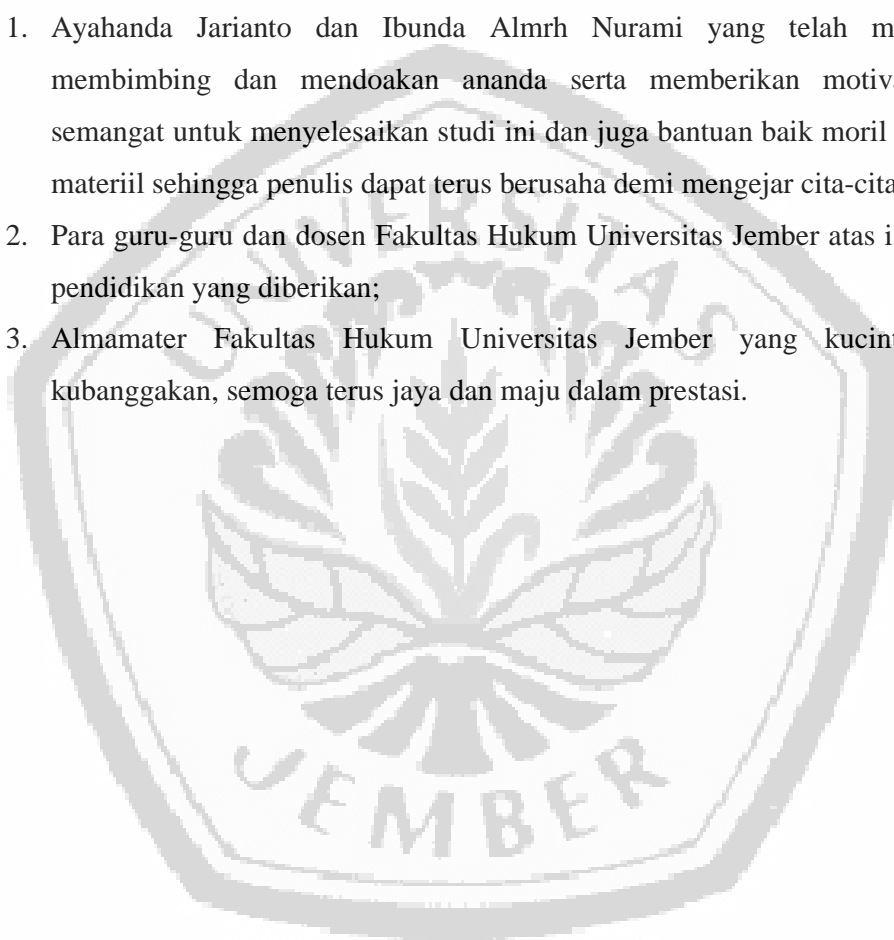 1. Ayahanda Jarianto dan Ibunda Almrh Nurami yang telah
membimbing dan mendoakan ananda serta memberikan
semangat untuk menyelesaikan studi ini dan juga bantuan baik moril
materiil sehingga penulis dapat terus berusaha demi mengejar cita-cita
2. Para guru-guru dan dosen Fakultas Hukum Universitas Jember atas
pendidikan yang diberikan;
3. Almamater Fakultas Hukum Universitas Jember yang
kubanggakan, semoga terus jaya dan maju dalam prestasi.
UNIVERSITAS
JEMBER